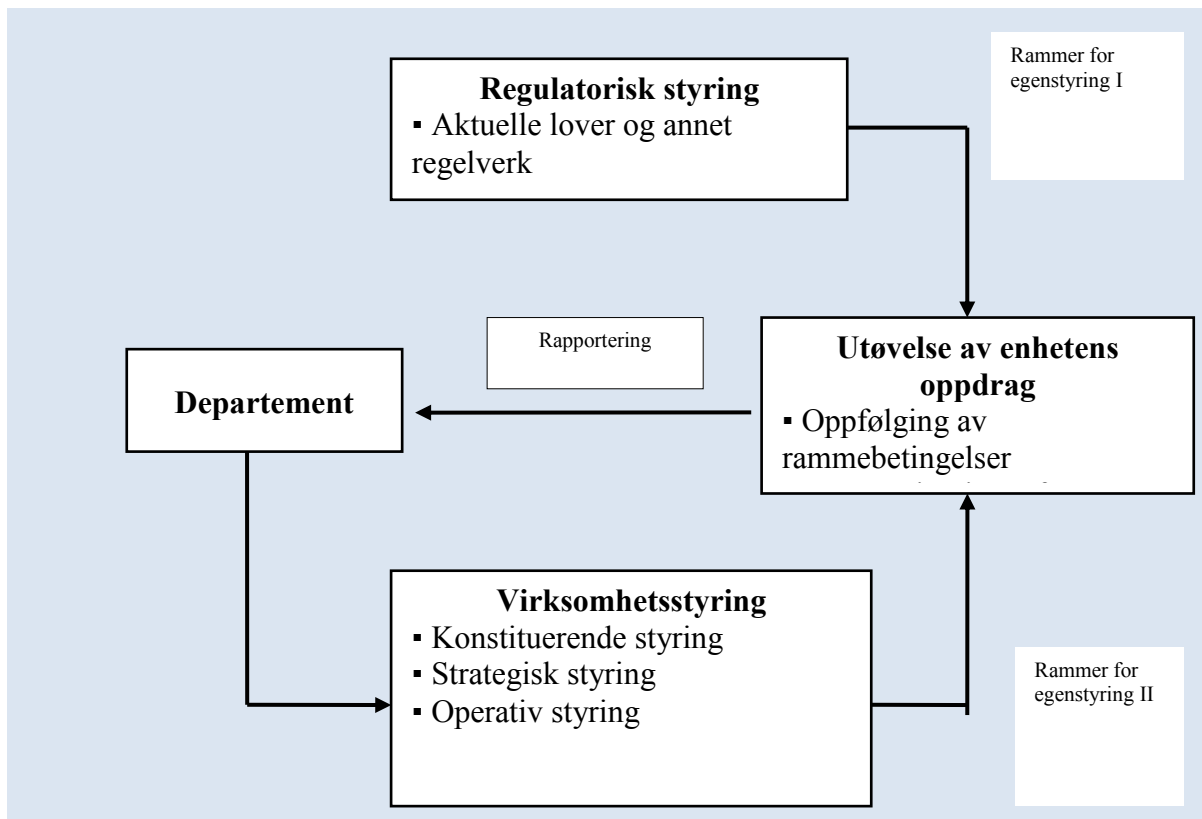 Rammer for
egenstyring I
Regulatorisk styring
▪ Aktuelle lover og annet
regelverk
Rapportering
Utøvelse av enhetens
oppdrag
▪ Oppfølging av
rammebetingelser
Departement
Virksomhetsstyring
▪ Konstituerende styring
▪ Strategisk styring
▪ Operativ styring
Rammer for
egenstyring II